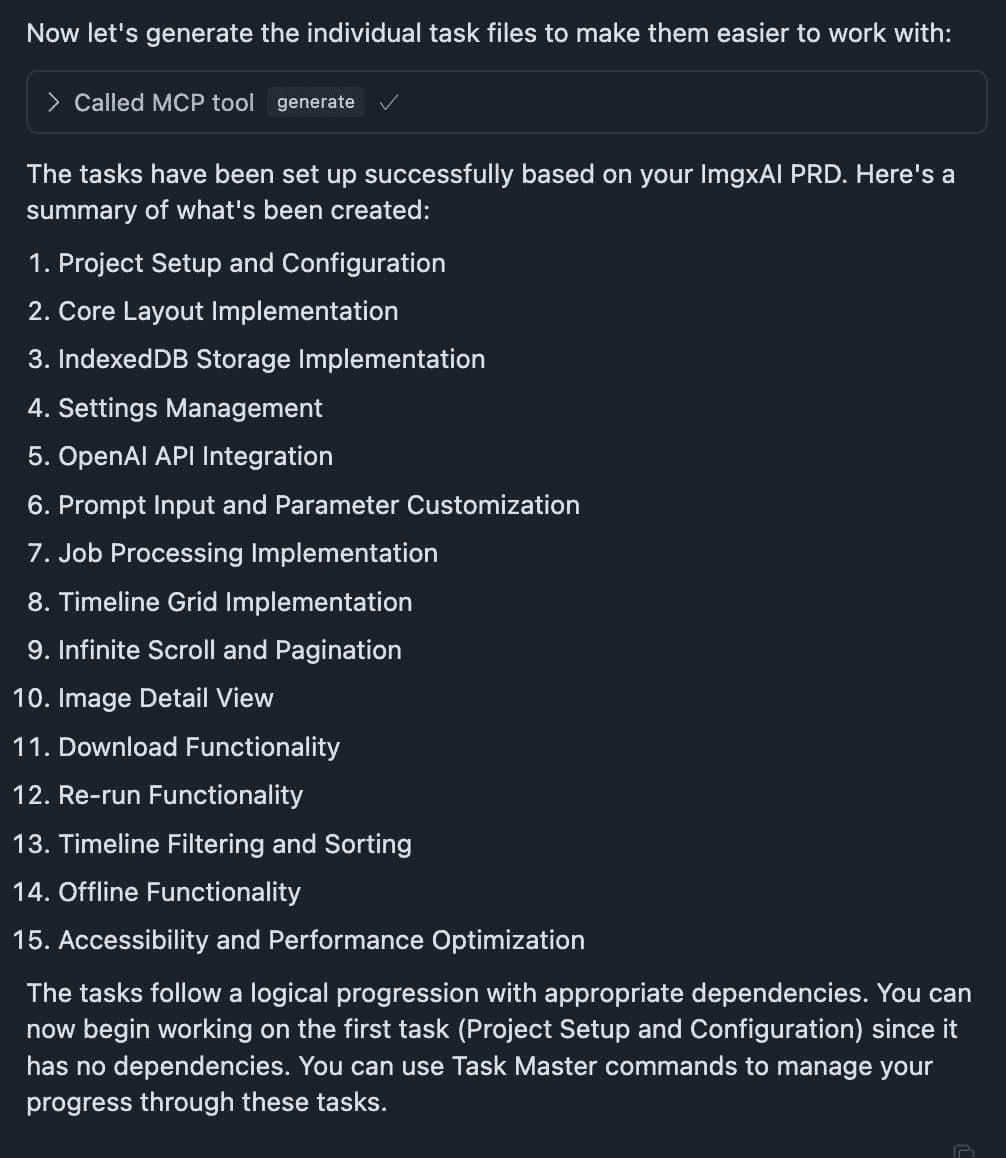 Now let's generate the individual task files to make them easier to work with:
Called MCP tool generate
The tasks have been set up successfully based on your ImgxAI PRD. Here's a
summary of what's been created:
1. Project Setup and Configuration
2. Core Layout Implementation
3. IndexedDB Storage Implementation
4. Settings Management
5. OpenAI API Integration
6. Prompt Input and Parameter Customization
7. Job Processing Implementation
8. Timeline Grid Implementation
9. Infinite Scroll and Pagination
10. Image Detail View
11. Download Functionality
12. Re-run Functionality
13. Timeline Filtering and Sorting
14. Offline Functionality
15. Accessibility and Performance Optimization
The tasks follow a logical progression with appropriate dependencies. You can
now begin working on the first task (Project Setup and Configuration) since it
has no dependencies. You can use Task Master commands to manage your
progress through these tasks.